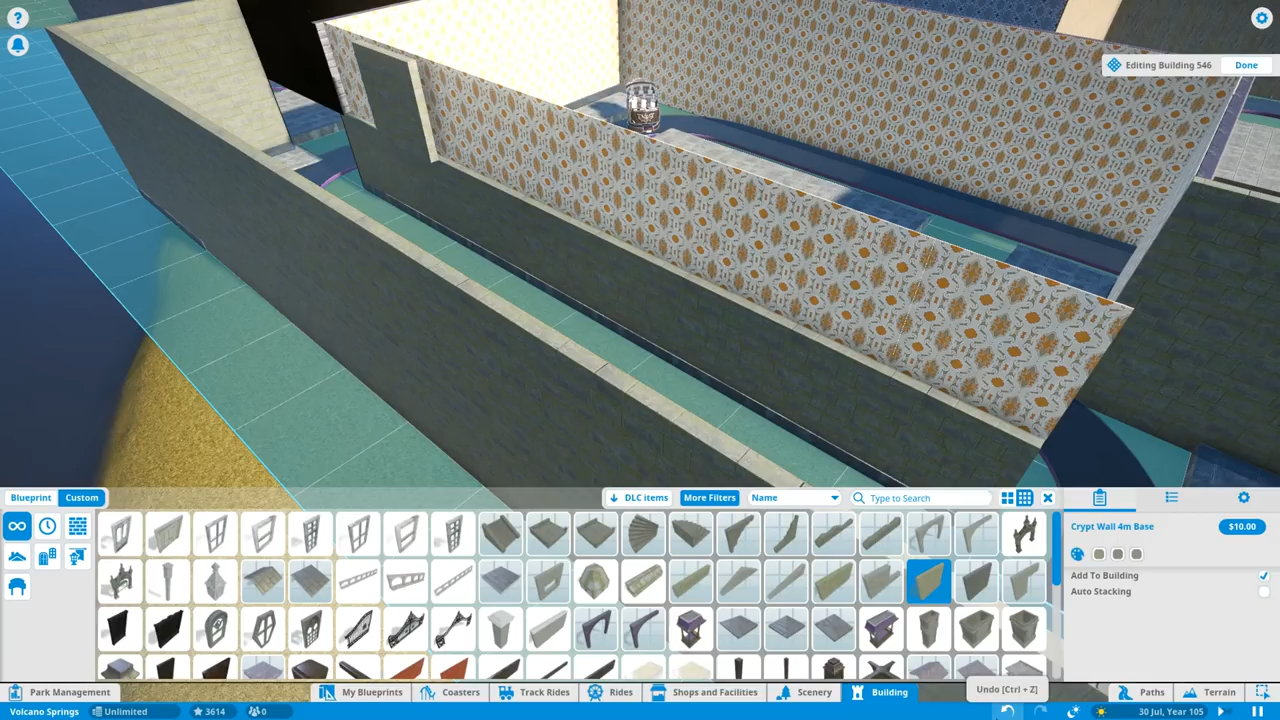 ?
Editing Building 546
Done
Blueprint
Custom
DLC items
More Filters
Name
Type to Search
Crypt Wall 4m Base
$10.00
Add To Building
Auto Stacking
Undo [Ctrl + Z]
Park Management
My Blueprints
Coasters
Track Rides
Rides
Shops and Facilities
Scenery
Building
Paths
Terrain
Volcano Springs
Unlimited
3614
0
30 Jul, Year 105